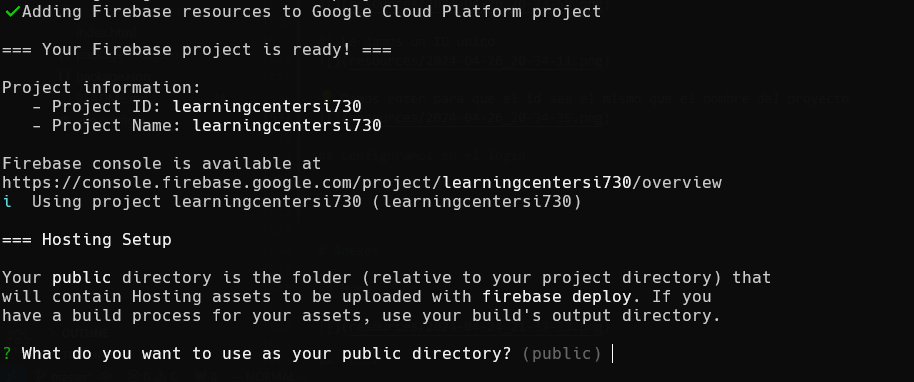 ✔Adding Firebase resources to Google Cloud Platform project
=== Your Firebase project is ready! ===
Project information:
   - Project ID: learningcentersi730
   - Project Name: learningcentersi730
Firebase console is available at
https://console.firebase.google.com/project/learningcentersi730/overview
i  Using project learningcentersi730 (learningcentersi730)
=== Hosting Setup
Your public directory is the folder (relative to your project directory) that
will contain Hosting assets to be uploaded with firebase deploy. If you
have a build process for your assets, use your build's output directory.
? What do you want to use as your public directory? (public)